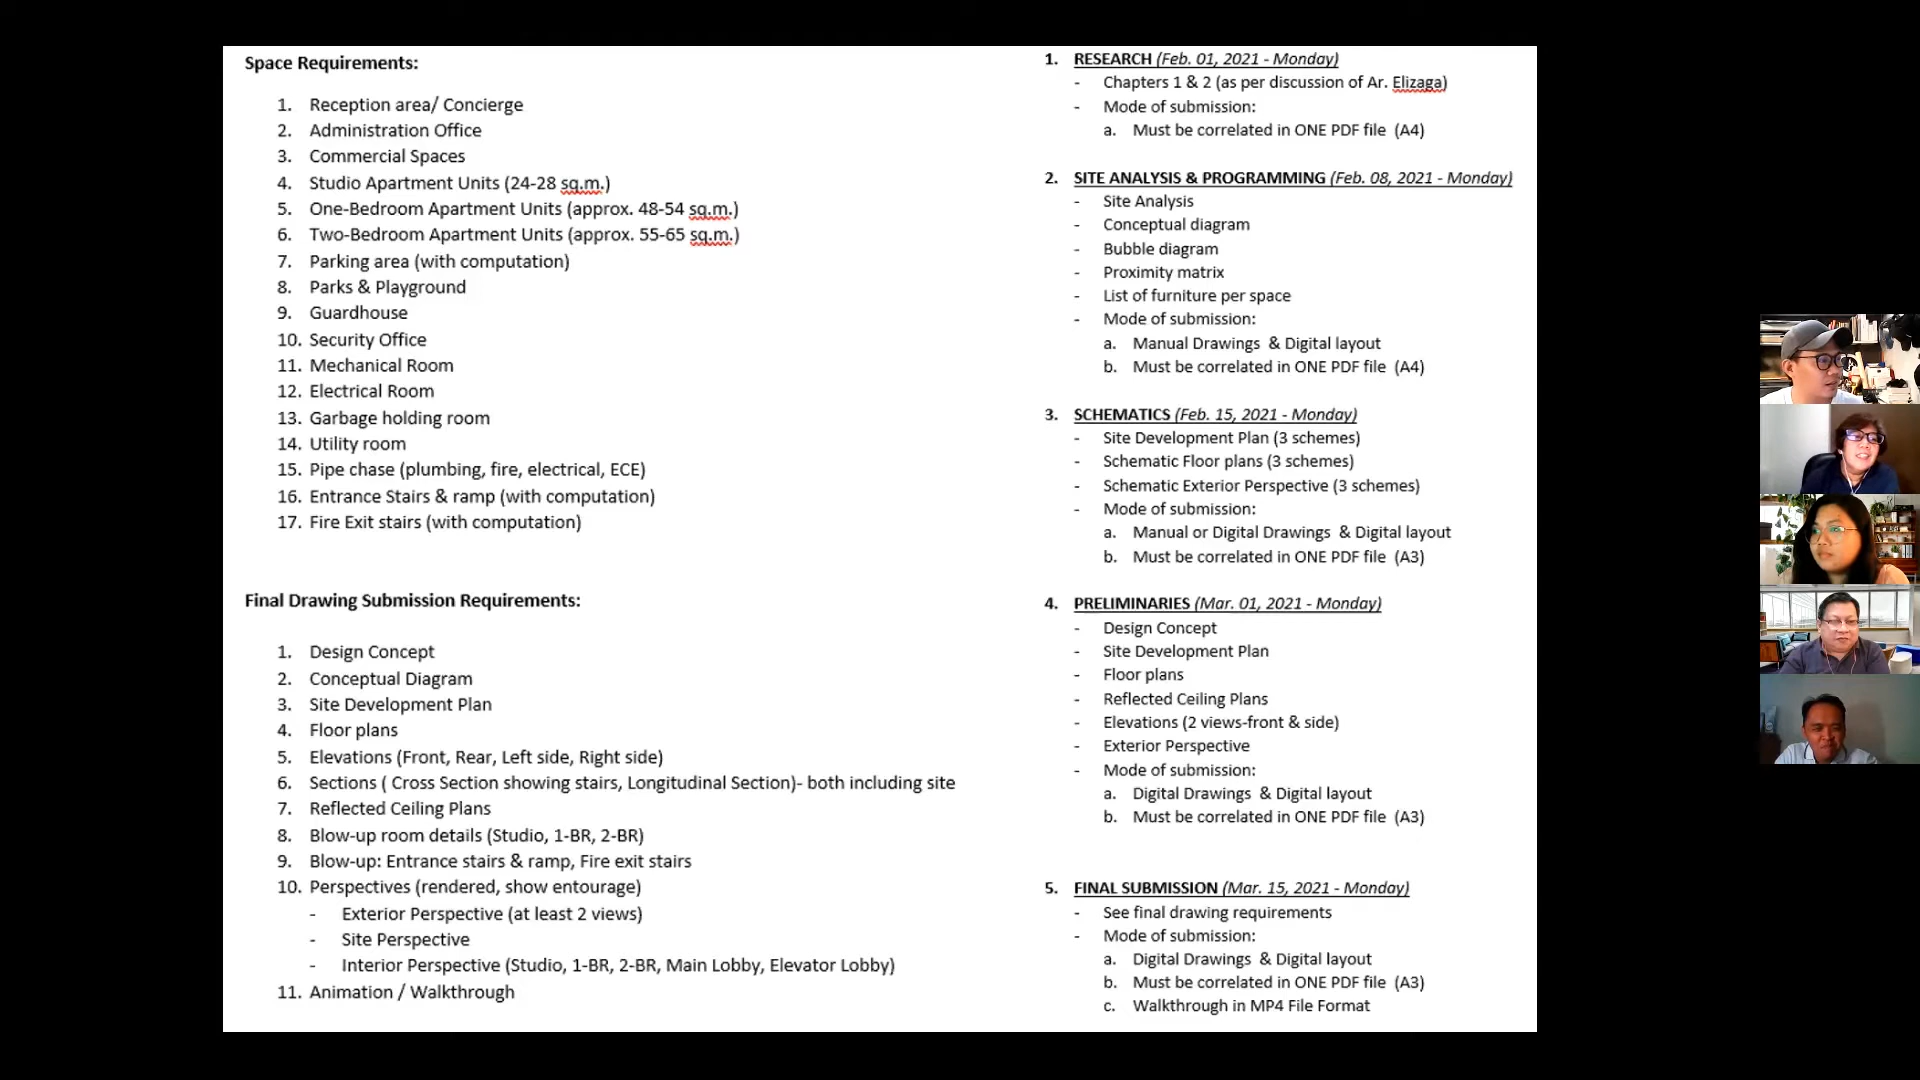 Space Requirements:
1. Reception area/ Concierge
2. Administration Office
3. Commercial Spaces
4. Studio Apartment Units (24-28 sq.m.)
5. One-Bedroom Apartment Units (approx. 48-54 sq.m.)
6. Two-Bedroom Apartment Units (approx. 55-65 sq.m.)
7. Parking area (with computation)
8. Parks & Playground
9. Guardhouse
10. Security Office
11. Mechanical Room
12. Electrical Room
13. Garbage holding room
14. Utility room
15. Pipe chase (plumbing, fire, electrical, ECE)
16. Entrance Stairs & ramp (with computation)
17. Fire Exit stairs (with computation)
Final Drawing Submission Requirements:
1. Design Concept
2. Conceptual Diagram
3. Site Development Plan
4. Floor plans
5. Elevations (Front, Rear, Left side, Right side)
6. Sections ( Cross Section showing stairs, Longitudinal Section)- both including site
7. Reflected Ceiling Plans
8. Blow-up room details (Studio, 1-BR, 2-BR)
9. Blow-up: Entrance stairs & ramp, Fire exit stairs
10. Perspectives (rendered, show entourage)
- Exterior Perspective (at least 2 views)
- Site Perspective
- Interior Perspective (Studio, 1-BR, 2-BR, Main Lobby, Elevator Lobby)
11. Animation / Walkthrough
1. RESEARCH (Feb. 01, 2021 - Monday)
- Chapters 1 & 2 (as per discussion of Ar. Elizaga)
- Mode of submission:
a. Must be correlated in ONE PDF file (A4)
2. SITE ANALYSIS & PROGRAMMING (Feb. 08, 2021 - Monday)
- Site Analysis
- Conceptual diagram
- Bubble diagram
- Proximity matrix
- List of furniture per space
- Mode of submission:
a. Manual Drawings & Digital layout
b. Must be correlated in ONE PDF file (A4)
3. SCHEMATICS (Feb. 15, 2021 - Monday)
- Site Development Plan (3 schemes)
- Schematic Floor plans (3 schemes)
- Schematic Exterior Perspective (3 schemes)
- Mode of submission:
a. Manual or Digital Drawings & Digital layout
b. Must be correlated in ONE PDF file (A3)
4. PRELIMINARIES (Mar. 01, 2021 - Monday)
- Design Concept
- Site Development Plan
- Floor plans
- Reflected Ceiling Plans
- Elevations (2 views-front & side)
- Exterior Perspective
- Mode of submission:
a. Digital Drawings & Digital layout
b. Must be correlated in ONE PDF file (A3)
5. FINAL SUBMISSION (Mar. 15, 2021 - Monday)
- See final drawing requirements
- Mode of submission:
a. Digital Drawings & Digital layout
b. Must be correlated in ONE PDF file (A3)
c. Walkthrough in MP4 File Format